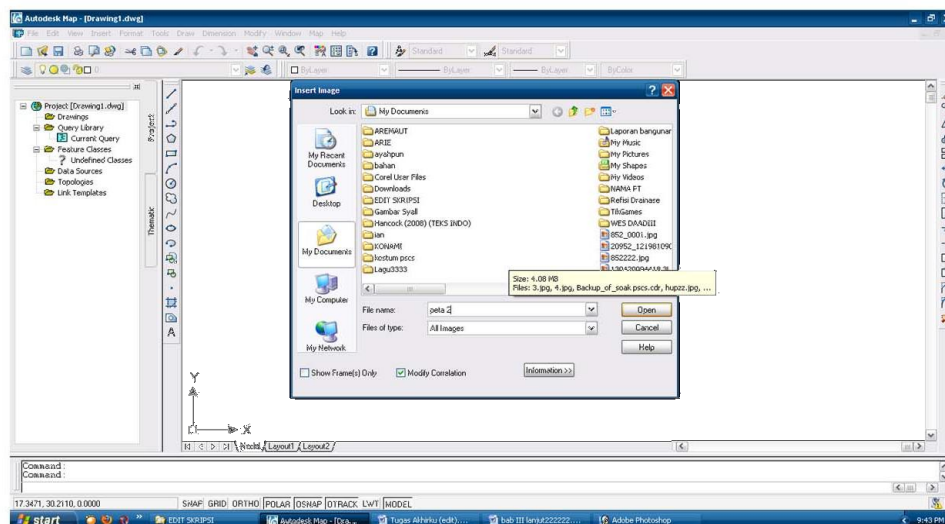 Autodesk Map - [Drawing1.dwg]
File Edit View Insert Format Tools Draw Dimension Modify Window Map Help
Standard Standard
0 ByLayer ByLayer ByLayer ByColor
Project [Drawing1.dwg]
Drawings
Query Library
Current Query
Feature Classes
Undefined Classes
Data Sources
Topologies
Link Templates
Project
Thematic
Insert Image
Look in: My Documents
My Recent Documents
Desktop
My Documents
My Computer
My Network
AREMAUT
ARIE
ayahpun
bahan
Corel User Files
Downloads
EDIT SKRIPSI
Gambar Syall
Hancock (2008) (TEKS INDO)
ian
KONAMI
kostum pscs
Lagu3333
Laporan bangunan
My Music
My Pictures
My Shapes
My Videos
NAMA PT
Refisi Drainase
TikGames
WES DAADIII
852_0001.jpg
20952_12198109
852222.jpg
Size: 4.08 MB
Files: 3.jpg, 4.jpg, Backup_of_soak pscs.cdr, hupzz.jpg, ...
File name: peta 2
Files of type: All Images
Open
Cancel
Help
Show Frame(s) Only Modify Correlation Information >>
Y
X
Model Layout1 Layout2
Command:
Command:
17.3471, 30.2110, 0.0000 SNAP GRID ORTHO POLAR OSNAP OTRACK LWT MODEL
start EDIT SKRIPSI Autodesk Map - [Dra... Tugas Akhirku (edit).... bab III lanjut222222.... Adobe Photoshop 9:43 PM